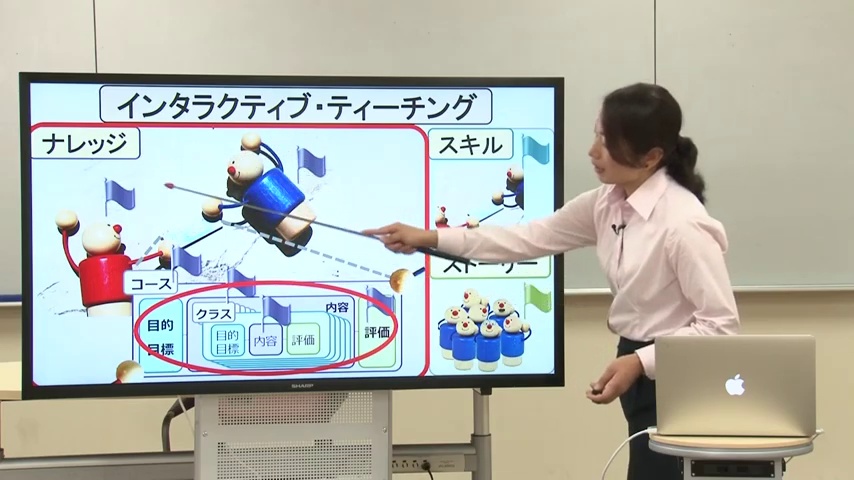 インタラクティブ・ティーチング
ナレッジ
スキル
ストーリー
コース
目的
目標
クラス
内容
目的
目標
内容
評価
評価
SHARP